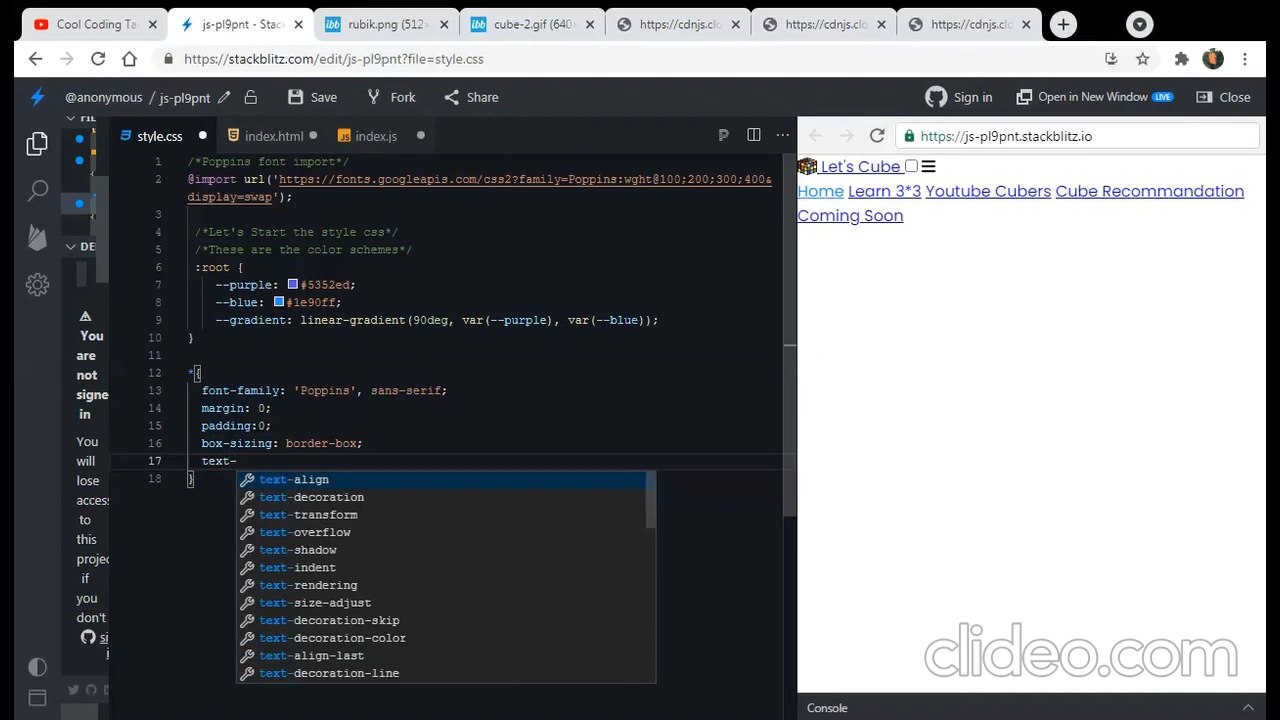 Cool Coding Ta
js-pl9pnt - Stack
rubik.png (512×
cube-2.gif (640×
https://cdnjs.clo
https://cdnjs.clo
https://cdnjs.clo
https://stackblitz.com/edit/js-pl9pnt?file=style.css
@anonymous / js-pl9pnt
Save
Fork
Share
Sign in
Open in New Window LIVE
Close
style.css
index.html
index.js
https://js-pl9pnt.stackblitz.io
1 /*Poppins font import*/
2 @import url('https://fonts.googleapis.com/css2?family=Poppins:wght@100;200;300;400&
display=swap');
3
4 /*Let's Start the style css*/
5 /*These are the color schemes*/
6 :root {
7 --purple: #5352ed;
8 --blue: #1e90ff;
9 --gradient: linear-gradient(90deg, var(--purple), var(--blue));
10 }
11
12 *{
13 font-family: 'Poppins', sans-serif;
14 margin: 0;
15 padding:0;
16 box-sizing: border-box;
17 text-
18 }
text-align
text-decoration
text-transform
text-overflow
text-shadow
text-indent
text-rendering
text-size-adjust
text-decoration-skip
text-decoration-color
text-align-last
text-decoration-line
FIL
DE
You
are
not
signe
in
You
will
lose
acces
to
this
projec
if
you
don't
si
Let's Cube
Home Learn 3*3 Youtube Cubers Cube Recommandation
Coming Soon
clideo.com
Console